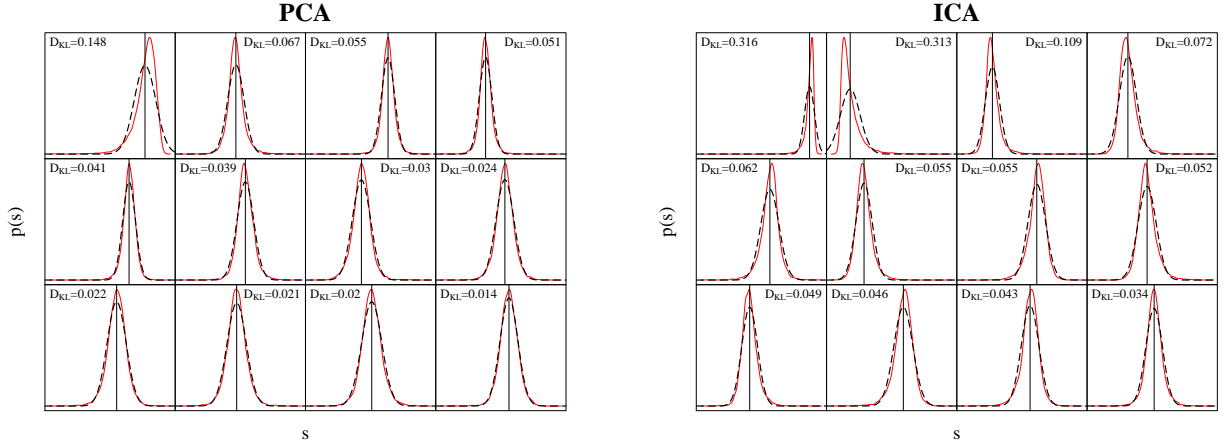 PCA
D_KL=0.148
D_KL=0.067
D_KL=0.055
D_KL=0.051
D_KL=0.041
D_KL=0.039
D_KL=0.03
D_KL=0.024
D_KL=0.022
D_KL=0.021
D_KL=0.02
D_KL=0.014
p(s)
s
ICA
D_KL=0.316
D_KL=0.313
D_KL=0.109
D_KL=0.072
D_KL=0.062
D_KL=0.055
D_KL=0.055
D_KL=0.052
D_KL=0.049
D_KL=0.046
D_KL=0.043
D_KL=0.034
p(s)
s